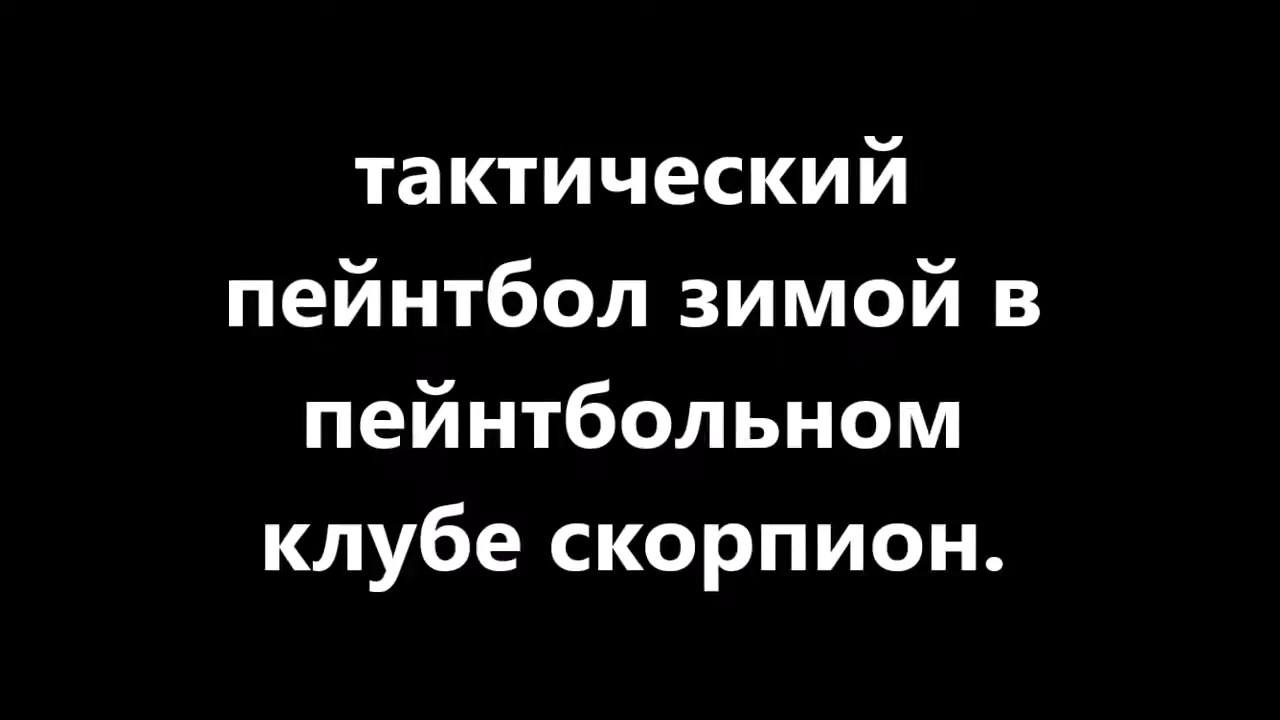 тактический
пейнтбол зимой в
пейнтбольном
клубе скорпион.